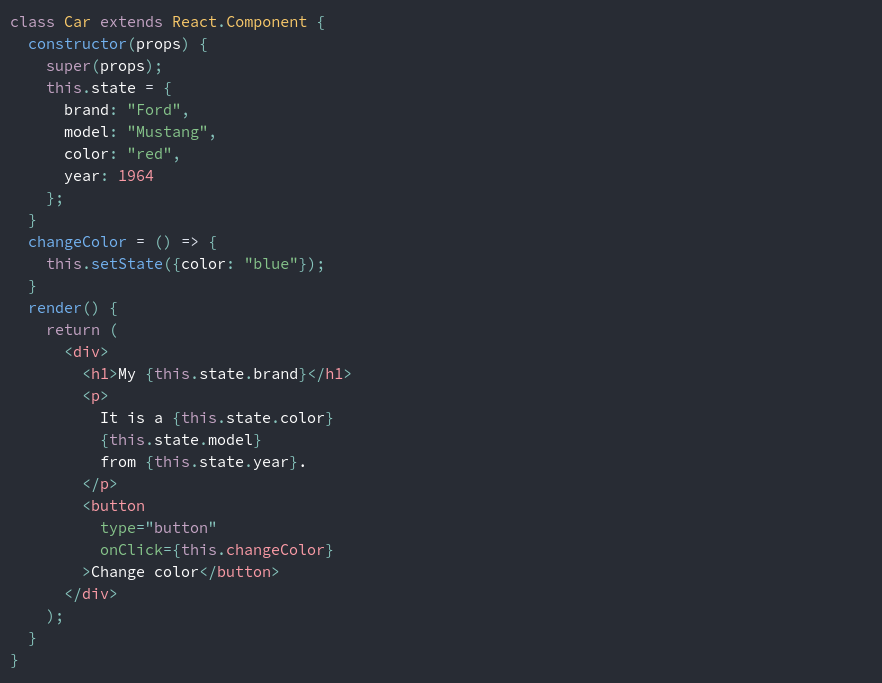 class Car extends React.Component {
  constructor(props) {
    super(props);
    this.state = {
      brand: "Ford",
      model: "Mustang",
      color: "red",
      year: 1964
    };
  }
  changeColor = () => {
    this.setState({color: "blue"});
  }
  render() {
    return (
      <div>
        <h1>My {this.state.brand}</h1>
        <p>
          It is a {this.state.color}
          {this.state.model}
          from {this.state.year}.
        </p>
        <button
          type="button"
          onClick={this.changeColor}
        >Change color</button>
      </div>
    );
  }
}